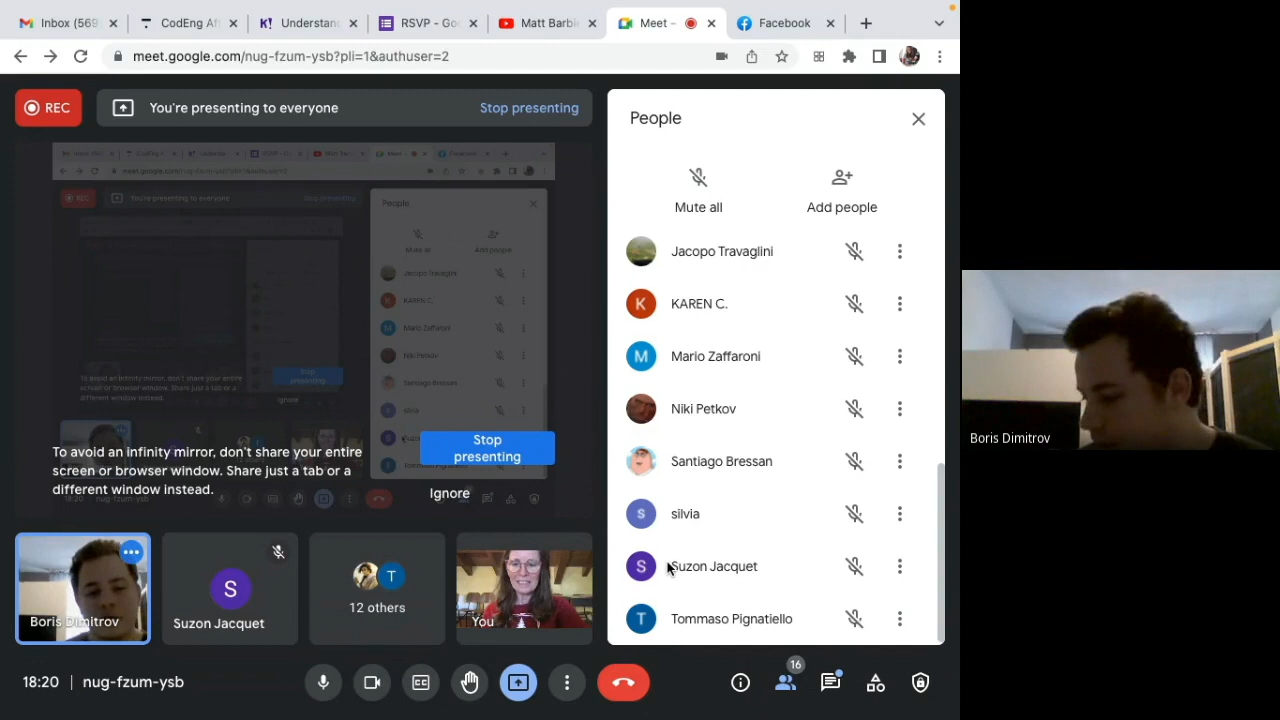 Inbox (569
CodEng Af
Understan
RSVP - Goo
Matt Barbi
Meet –
Facebook
meet.google.com/nug-fzum-ysb?pli=1&authuser=2
REC
You're presenting to everyone
Stop presenting
People
Mute all
Add people
Jacopo Travaglini
K
KAREN C.
M
Mario Zaffaroni
Niki Petkov
Santiago Bressan
S
silvia
S
Suzon Jacquet
T
Tommaso Pignatiello
To avoid an infinity mirror, don't share your entire
screen or browser window. Share just a tab or a
different window instead.
Stop
presenting
Ignore
Boris Dimitrov
S
Suzon Jacquet
T
12 others
You
18:20 | nug-fzum-ysb
16
Boris Dimitrov